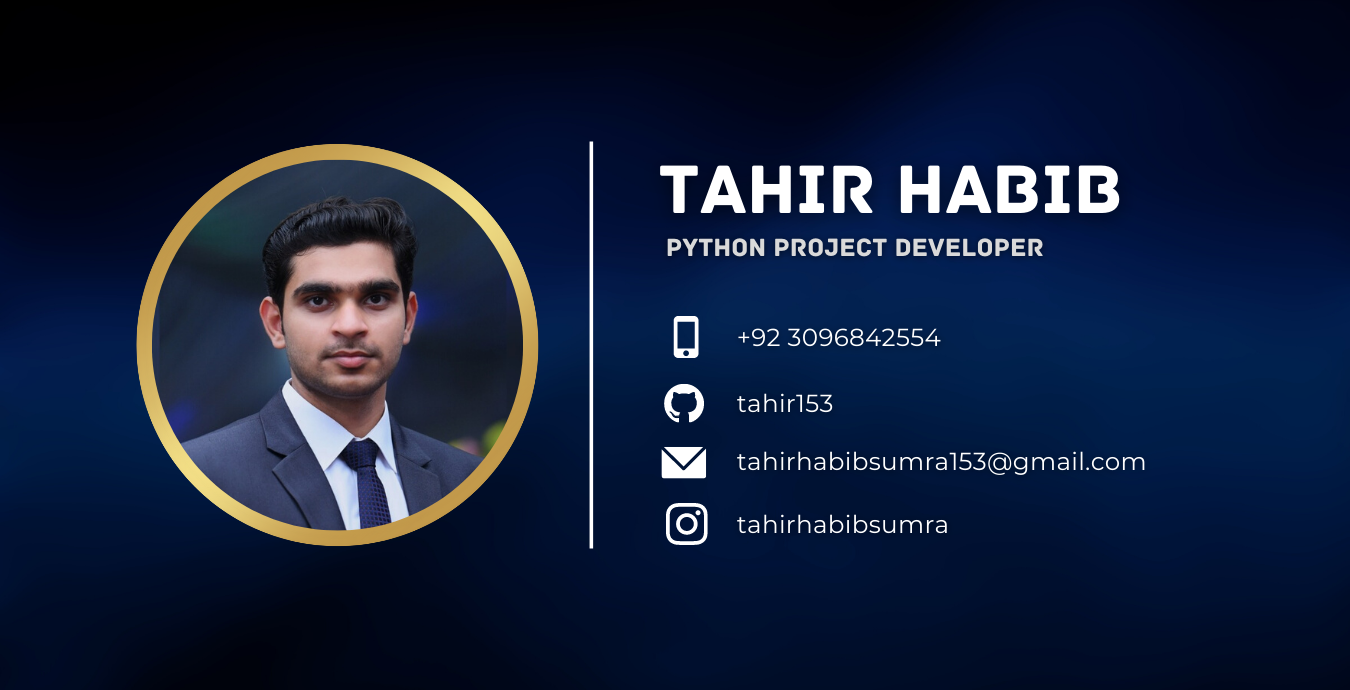 TAHIR HABIB
PYTHON PROJECT DEVELOPER
+92 3096842554
tahir153
tahirhabibsumra153@gmail.com
tahirhabibsumra